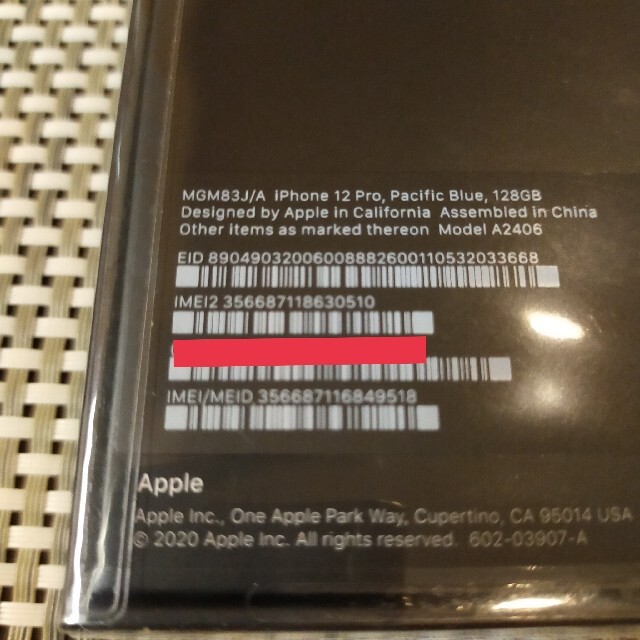 MGM83J/A iPhone 12 Pro, Pacific Blue, 128GB
Designed by Apple in California Assembled in China
Other items as marked thereon Model A2406
EID 89049032006008882600110532033668
IMEI2 356687118630510
IMEI/MEID 356687116849518
Apple
Apple Inc., One Apple Park Way, Cupertino, CA 95014 USA
© 2020 Apple Inc. All rights reserved. 602-03907-A